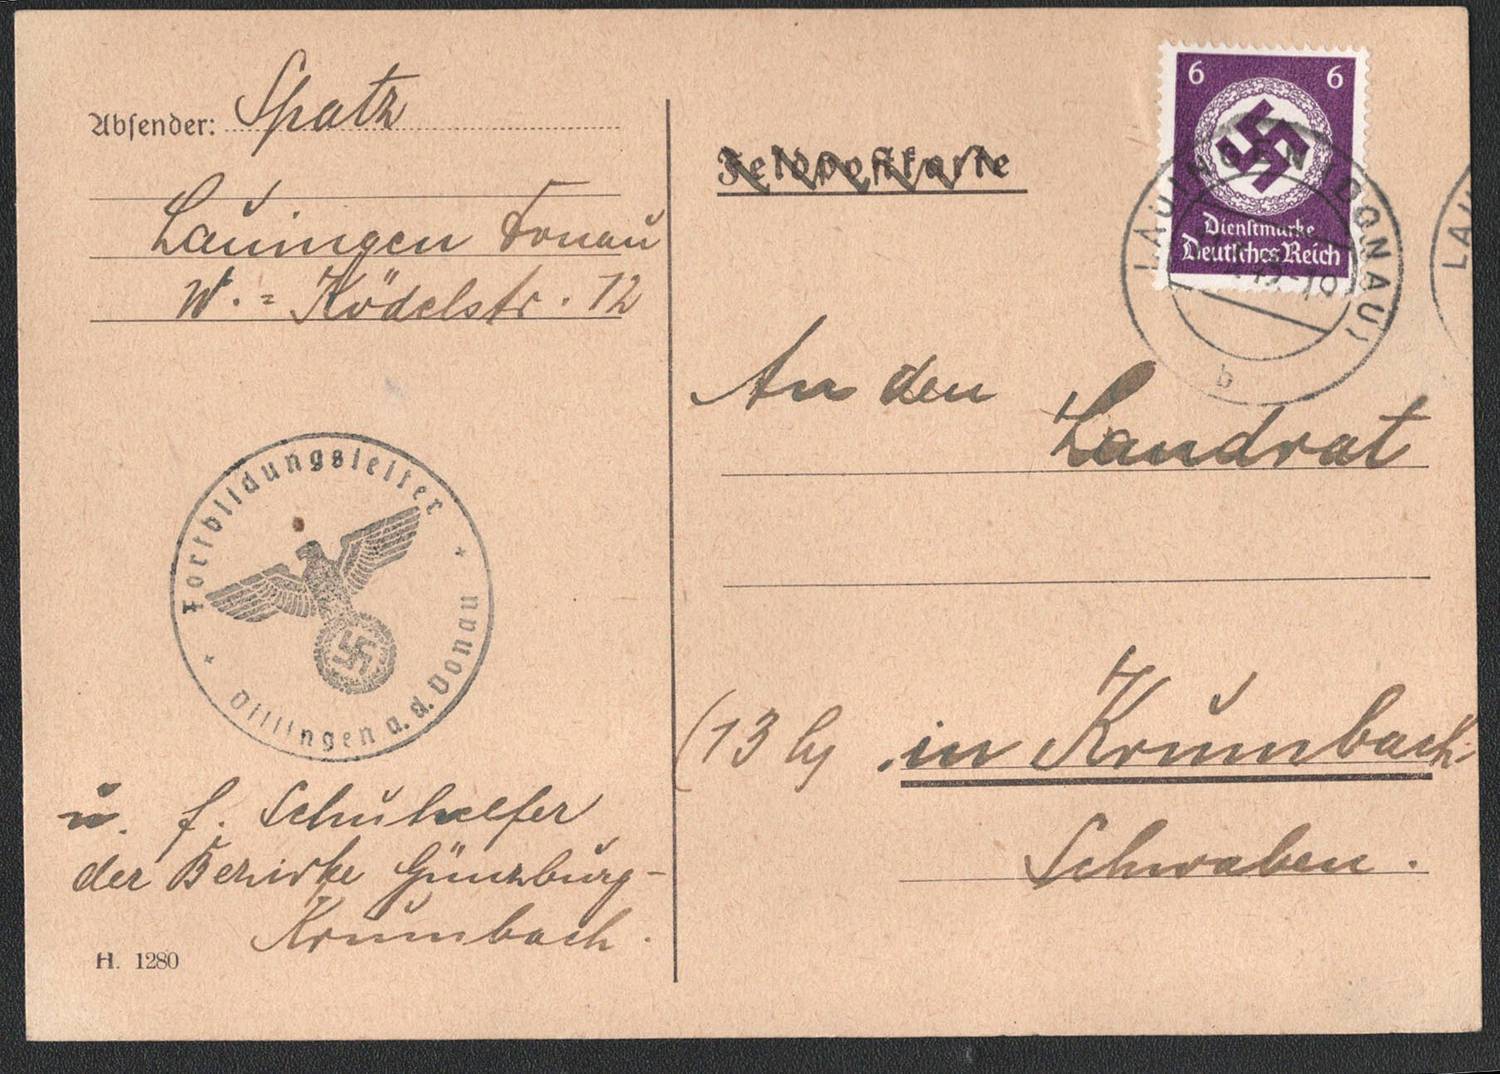 Absender: Spatz
Lauingen Donau
W.= Ködelstr. 12
Fortbildungsleiter
* Dillingen a. d. Donau *
u. f. Schulhelfer
der Bezirke Günzburg-
Krumbach.
H. 1280
Feldpostkarte
6 6
Dienstmarke
Deutsches Reich
LAUINGEN (DONAU)
b
LAU
An den
Landrat
(13 b) in Krumbach-
Schwaben.